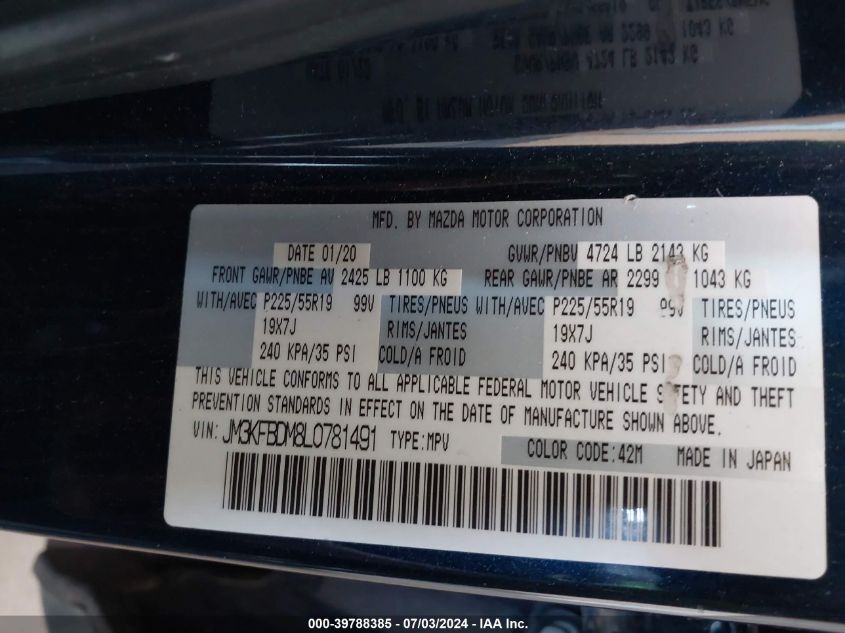 MFD. BY MAZDA MOTOR CORPORATION
DATE 01/20 GVWR/PNBV 4724 LB 2143 KG
FRONT GAWR/PNBE AV 2425 LB 1100 KG REAR GAWR/PNBE AR 2299 1043 KG
WITH/AVEC P225/55R19 99V TIRES/PNEUS WITH/AVEC P225/55R19 99V TIRES/PNEUS
19X7J RIMS/JANTES 19X7J RIMS/JANTES
240 KPA/35 PSI COLD/A FROID 240 KPA/35 PSI COLD/A FROID
THIS VEHICLE CONFORMS TO ALL APPLICABLE FEDERAL MOTOR VEHICLE SAFETY AND THEFT
PREVENTION STANDARDS IN EFFECT ON THE DATE OF MANUFACTURE SHOWN ABOVE.
VIN: JM3KFBDM8L0781491 TYPE:MPV COLOR CODE:42M MADE IN JAPAN
000-39788385 - 07/03/2024 - IAA Inc.